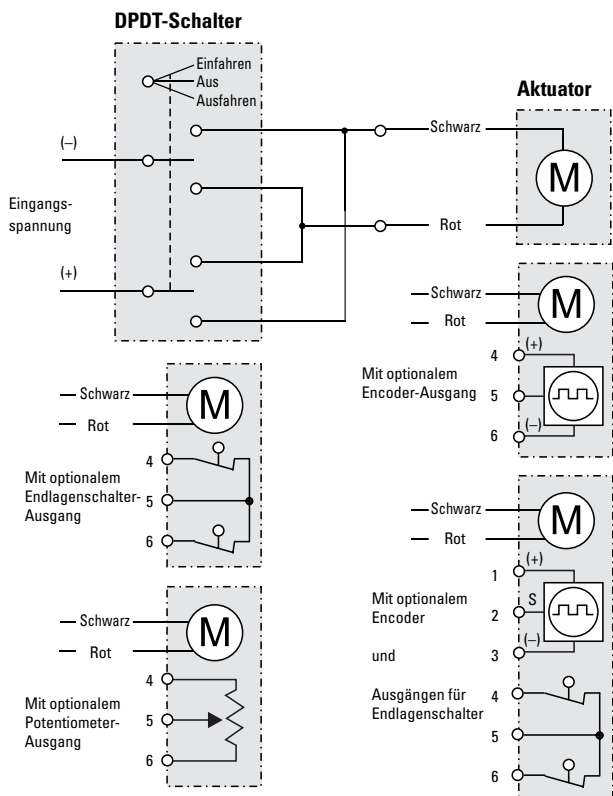 DPDT-Schalter
Einfahren
Aus
Ausfahren
(–)
Eingangs-
spannung
(+)
Aktuator
Schwarz
M
Rot
Schwarz
Rot
M
4
(+)
Mit optionalem
Encoder-Ausgang
5
(–)
6
Schwarz
Rot
M
4
Mit optionalem
Endlagenschalter-
Ausgang
5
6
Schwarz
Rot
M
1
(+)
Mit optionalem
Encoder
2
S
(–)
und
3
Ausgängen für
Endlagenschalter
4
5
6
Schwarz
Rot
M
4
Mit optionalem
Potentiometer-
Ausgang
5
6